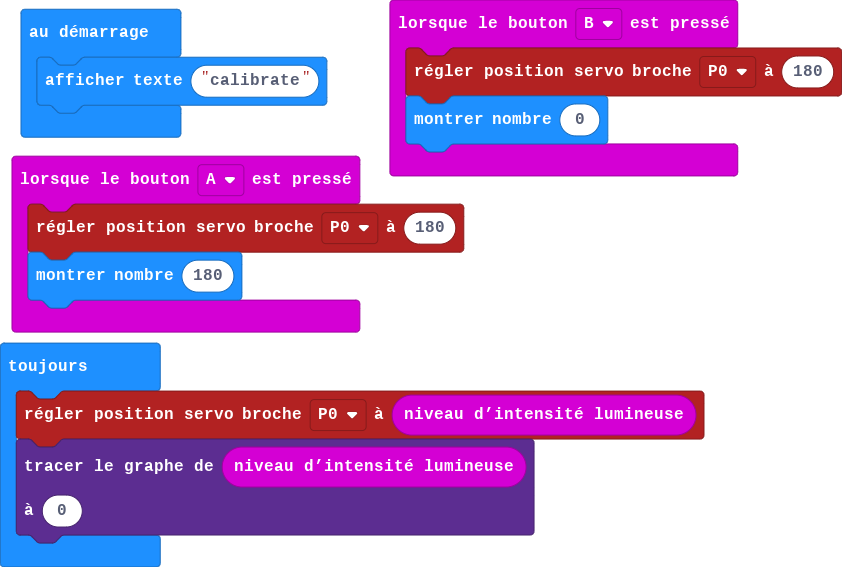 au démarrage
afficher texte "calibrate"
lorsque le bouton B est pressé
régler position servo broche P0 à 180
montrer nombre 0
lorsque le bouton A est pressé
régler position servo broche P0 à 180
montrer nombre 180
toujours
régler position servo broche P0 à niveau d’intensité lumineuse
tracer le graphe de niveau d’intensité lumineuse
à 0